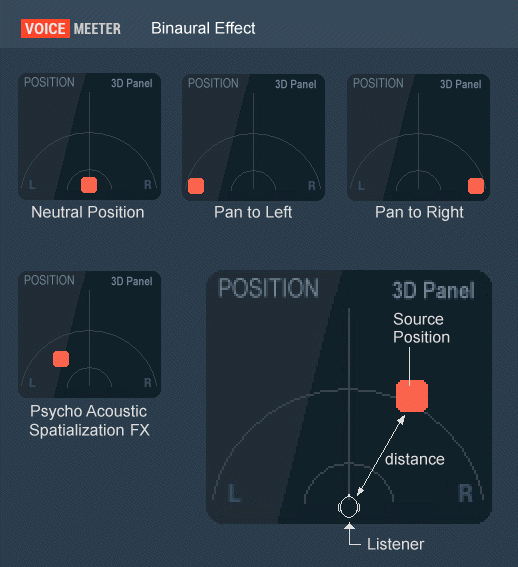 VOICE MEETER Binaural Effect
POSITION 3D Panel
L R
Neutral Position
POSITION 3D Panel
L R
Pan to Left
POSITION 3D Panel
L R
Pan to Right
POSITION 3D Panel
L R
Psycho Acoustic
Spatialization FX
POSITION 3D Panel
Source
Position
distance
L R
Listener